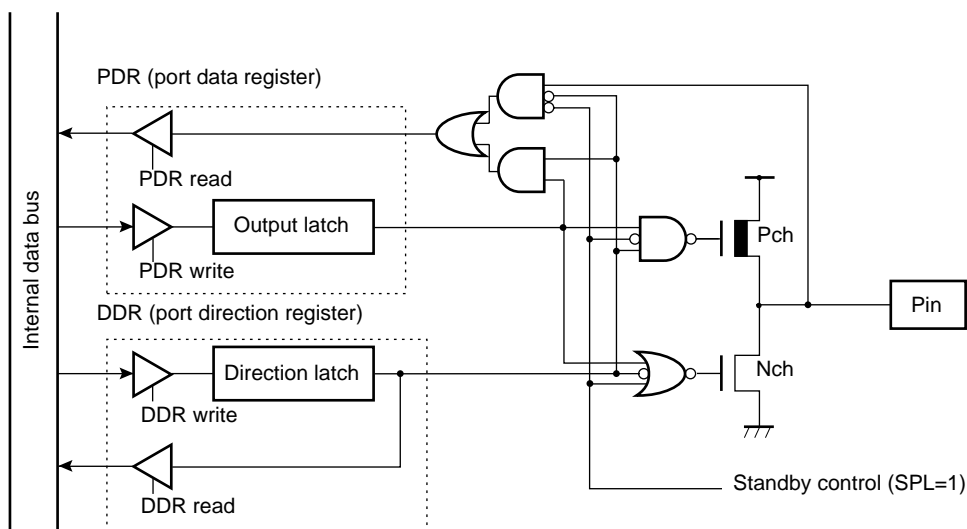 PDR (port data register)
PDR read
Output latch
PDR write
Pch
Internal data bus
DDR (port direction register)
Pin
Direction latch
Nch
DDR write
DDR read
Standby control (SPL=1)